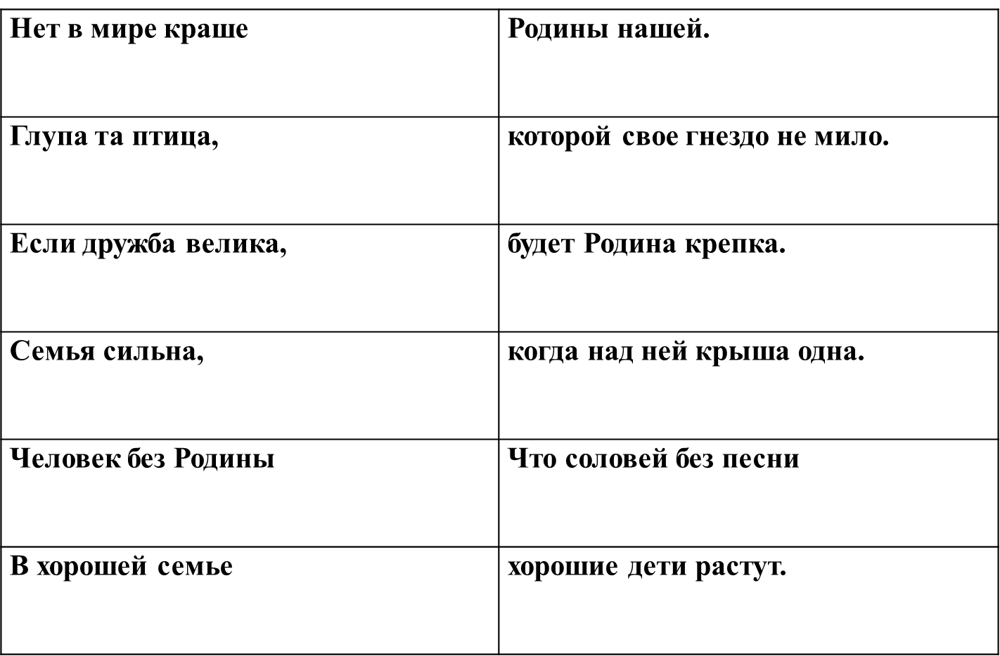 Нет в мире краше
Родины нашей.
Глупа та птица,
которой свое гнездо не мило.
Если дружба велика,
будет Родина крепка.
Семья сильна,
когда над ней крыша одна.
Человек без Родины
Что соловей без песни
В хорошей семье
хорошие дети растут.